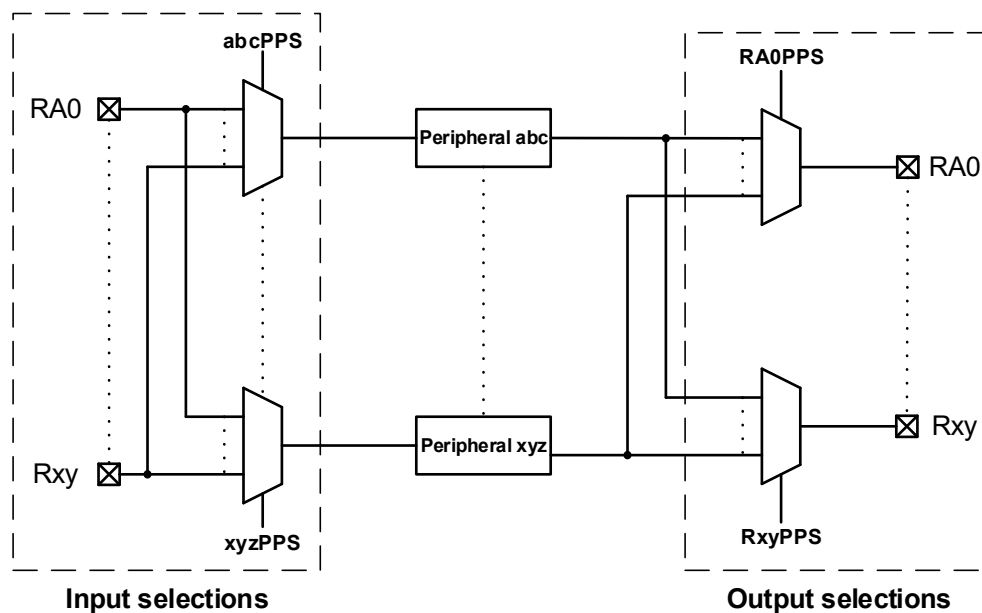 abcPPS
RA0PPS
RA0
Peripheral abc
RA0
Peripheral xyz
Rxy
Rxy
xyzPPS
RxyPPS
Input selections
Output selections